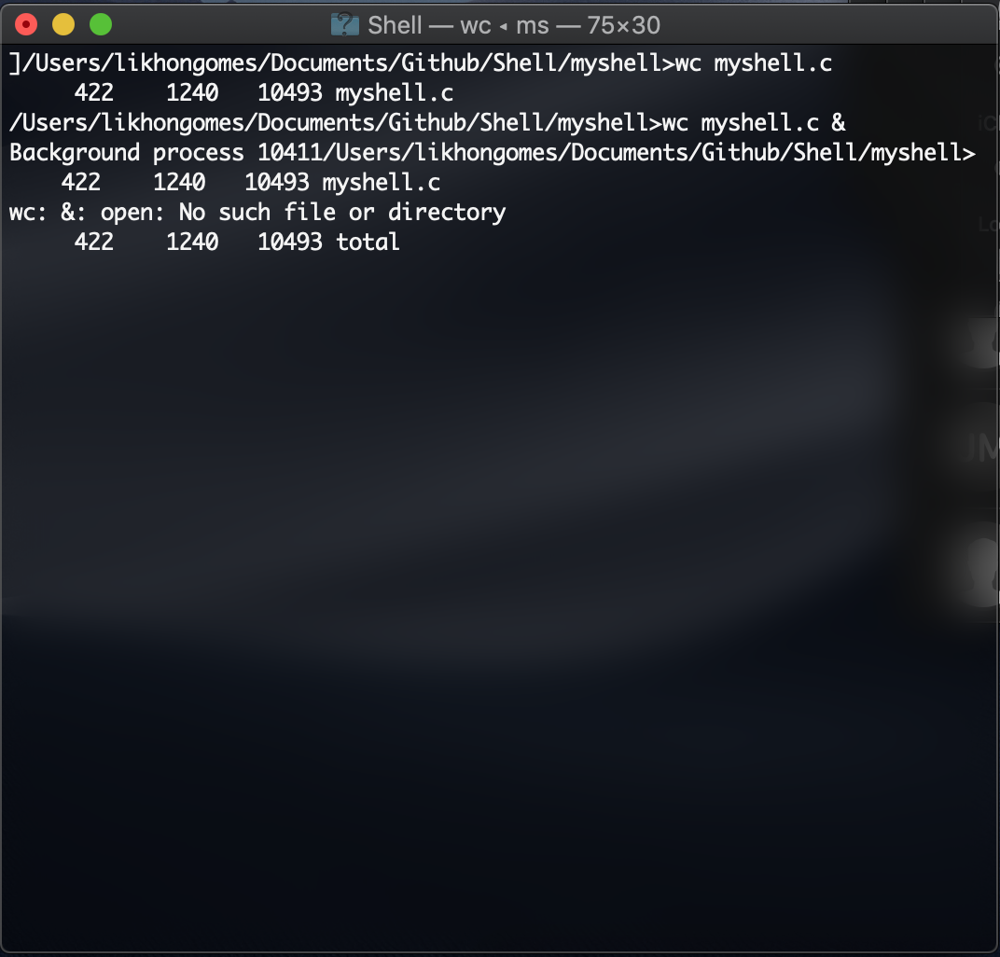 Shell — wc ◂ ms — 75×30
]/Users/likhongomes/Documents/Github/Shell/myshell>wc myshell.c
     422    1240   10493 myshell.c
/Users/likhongomes/Documents/Github/Shell/myshell>wc myshell.c &
Background process 10411/Users/likhongomes/Documents/Github/Shell/myshell>
    422    1240   10493 myshell.c
wc: &: open: No such file or directory
     422    1240   10493 total